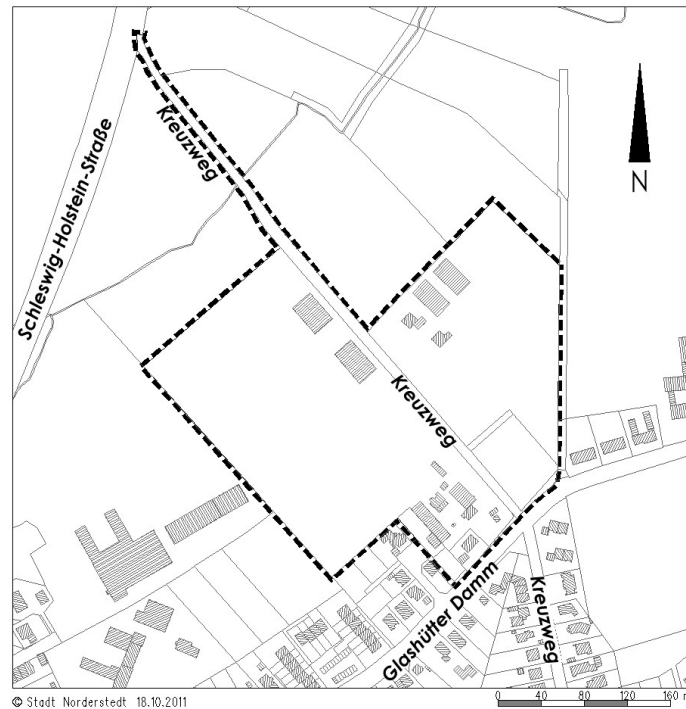 Kreuzweg
Schleswig-Holstein-Straße
N
Kreuzweg
Glashütter Damm
Kreuzweg
© Stadt Norderstedt 18.10.2011
0 40 80 120 160 m